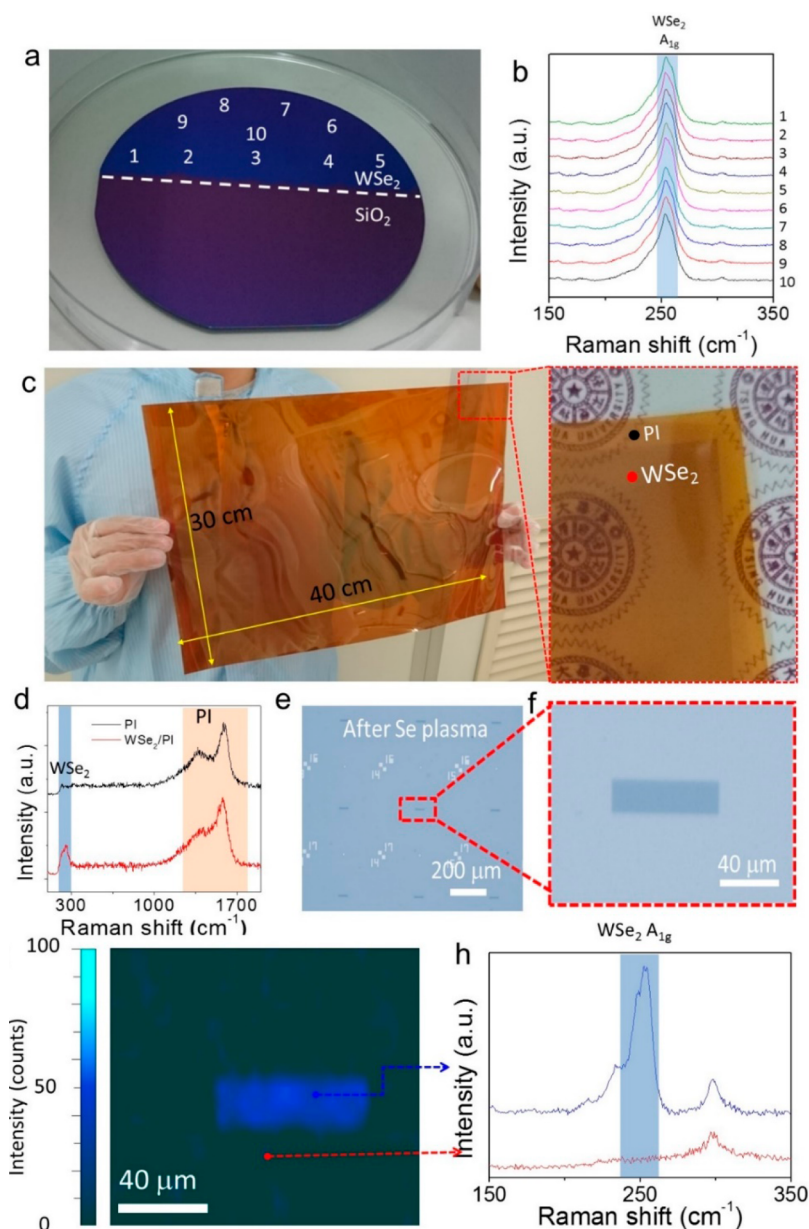 a
8
7
9
6
10
1
2
3
4
5
WSe₂
SiO₂
b
WSe₂
A₁g
Intensity (a.u.)
1
2
3
4
5
6
7
8
9
10
150
250
350
Raman shift (cm⁻¹)
c
30 cm
40 cm
PI
WSe₂
d
PI
WSe₂/PI
PI
WSe₂
Intensity (a.u.)
300
1000
1700
Raman shift (cm⁻¹)
e
After Se plasma
200 μm
f
40 μm
100
50
0
Intensity (counts)
40 μm
h
WSe₂ A₁g
Intensity (a.u.)
150
250
350
Raman shift (cm⁻¹)